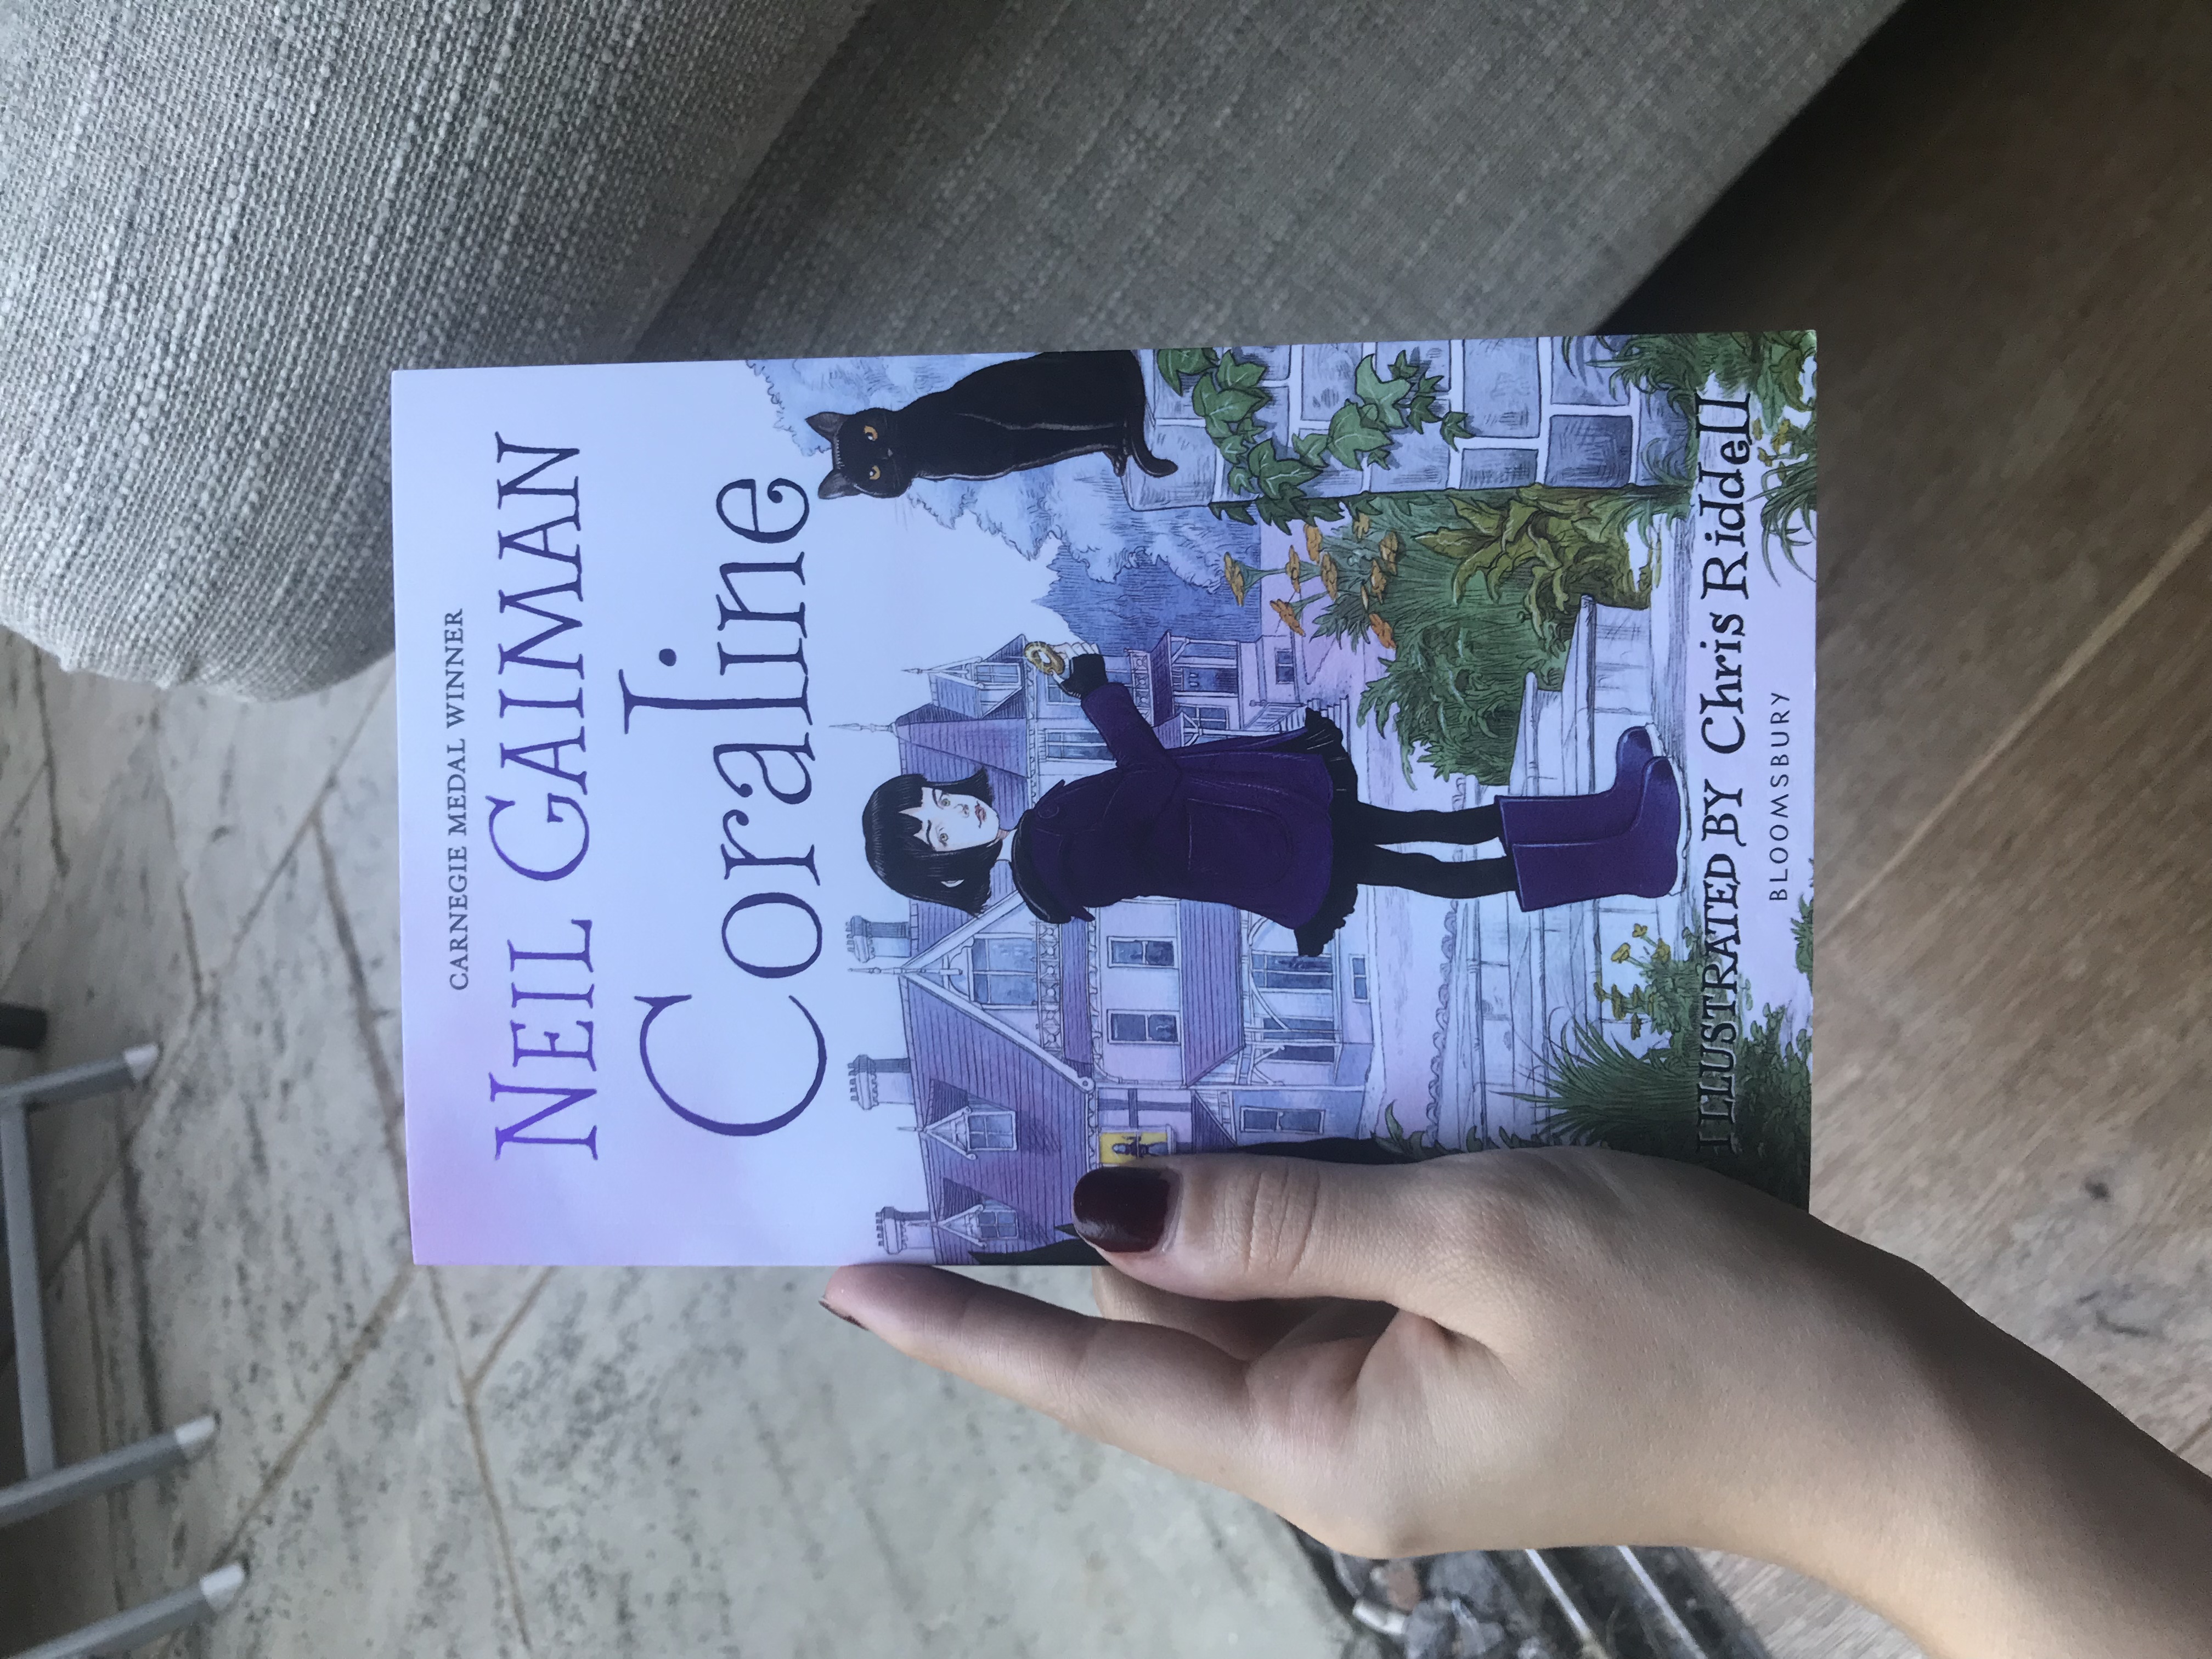 CARNEGIE MEDAL WINNER
NEIL GAIMAN
Coraline
ILLUSTRATED BY Chris Riddell
BLOOMSBURY